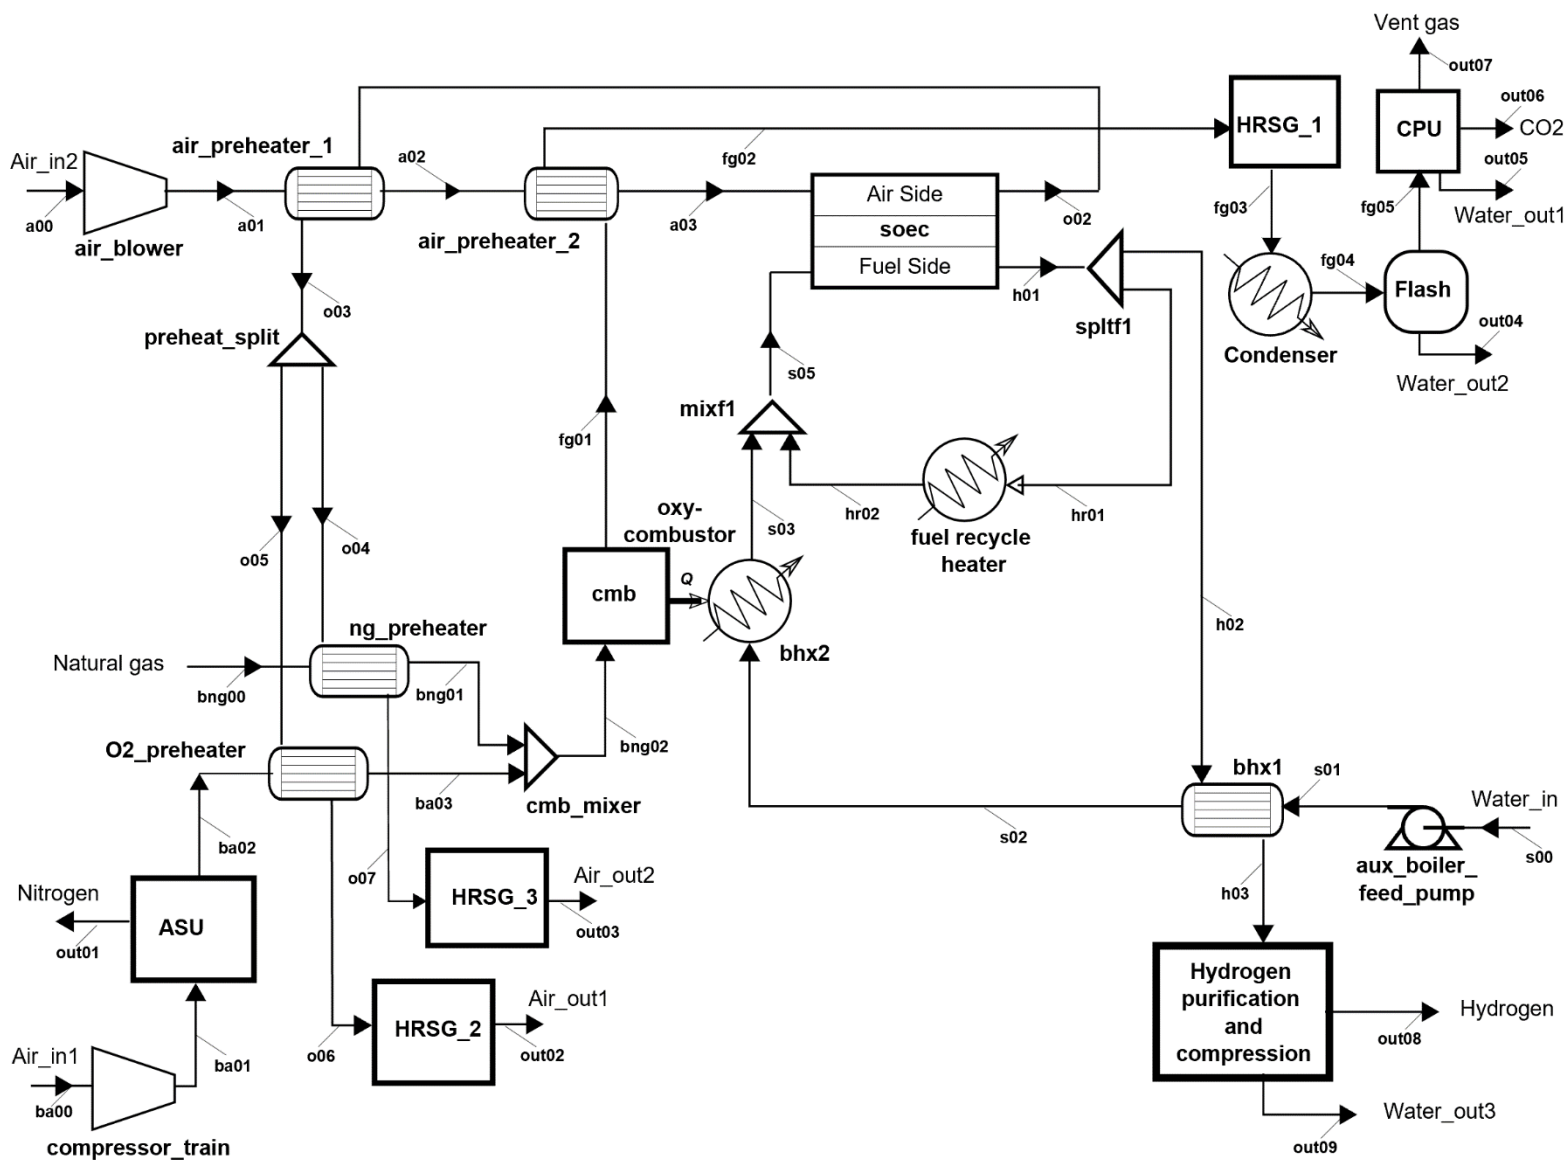 Vent gas
out07
HRSG_1
CPU
out06
CO2
out05
Water_out1
air_preheater_1
Air_in2
a00
a01
air_blower
a02
air_preheater_2
fg02
a03
Air Side
soec
Fuel Side
o02
h01
spltf1
fg03
fg04
fg05
Flash
Condenser
out04
Water_out2
o03
preheat_split
s05
mixf1
fg01
hr02
hr01
fuel recycle
heater
s03
oxy-
combustor
cmb
Q
bhx2
o05
o04
ng_preheater
Natural gas
bng00
bng01
h02
O2_preheater
ba03
bng02
cmb_mixer
ba02
bhx1
s01
s02
Water_in
s00
aux_boiler_
feed_pump
h03
o07
HRSG_3
Air_out2
out03
Nitrogen
out01
ASU
HRSG_2
Air_out1
out02
o06
Air_in1
ba00
ba01
compressor_train
Hydrogen
purification
and
compression
Hydrogen
out08
Water_out3
out09